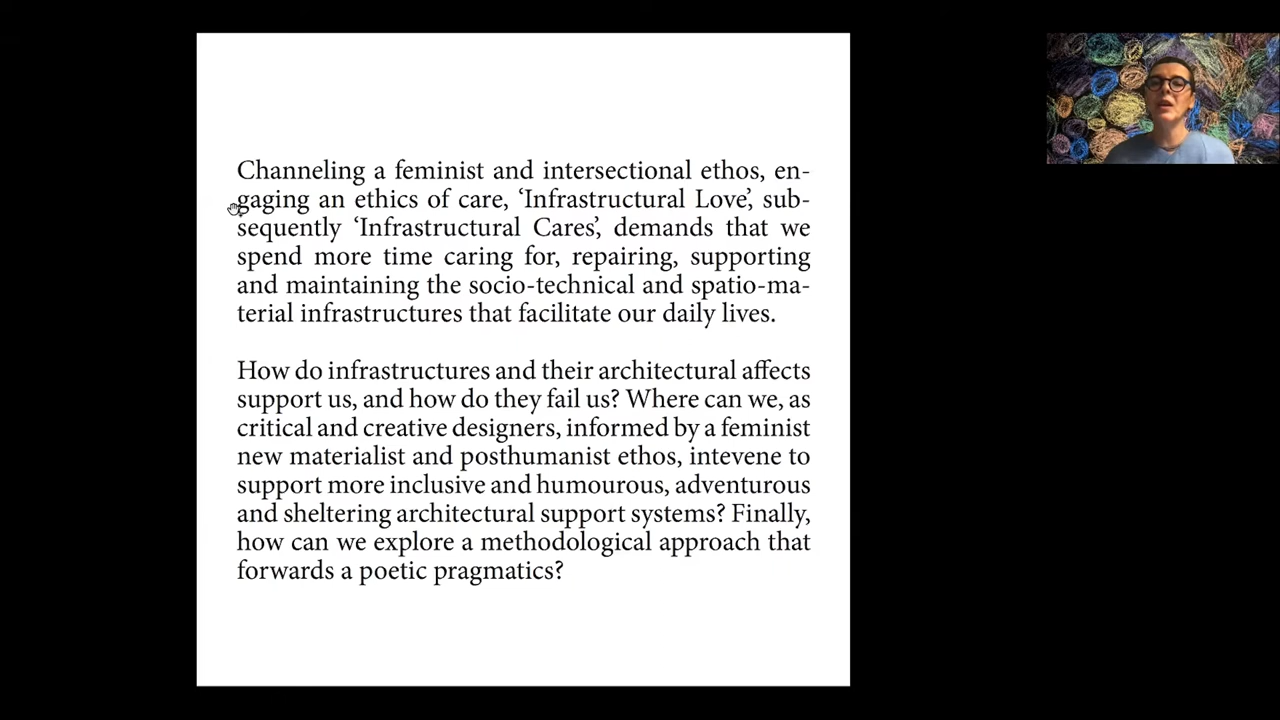 Channeling a feminist and intersectional ethos, en-
gaging an ethics of care, ‘Infrastructural Love’, sub-
sequently ‘Infrastructural Cares’, demands that we
spend more time caring for, repairing, supporting
and maintaining the socio-technical and spatio-ma-
terial infrastructures that facilitate our daily lives.
How do infrastructures and their architectural affects
support us, and how do they fail us? Where can we, as
critical and creative designers, informed by a feminist
new materialist and posthumanist ethos, intevene to
support more inclusive and humourous, adventurous
and sheltering architectural support systems? Finally,
how can we explore a methodological approach that
forwards a poetic pragmatics?